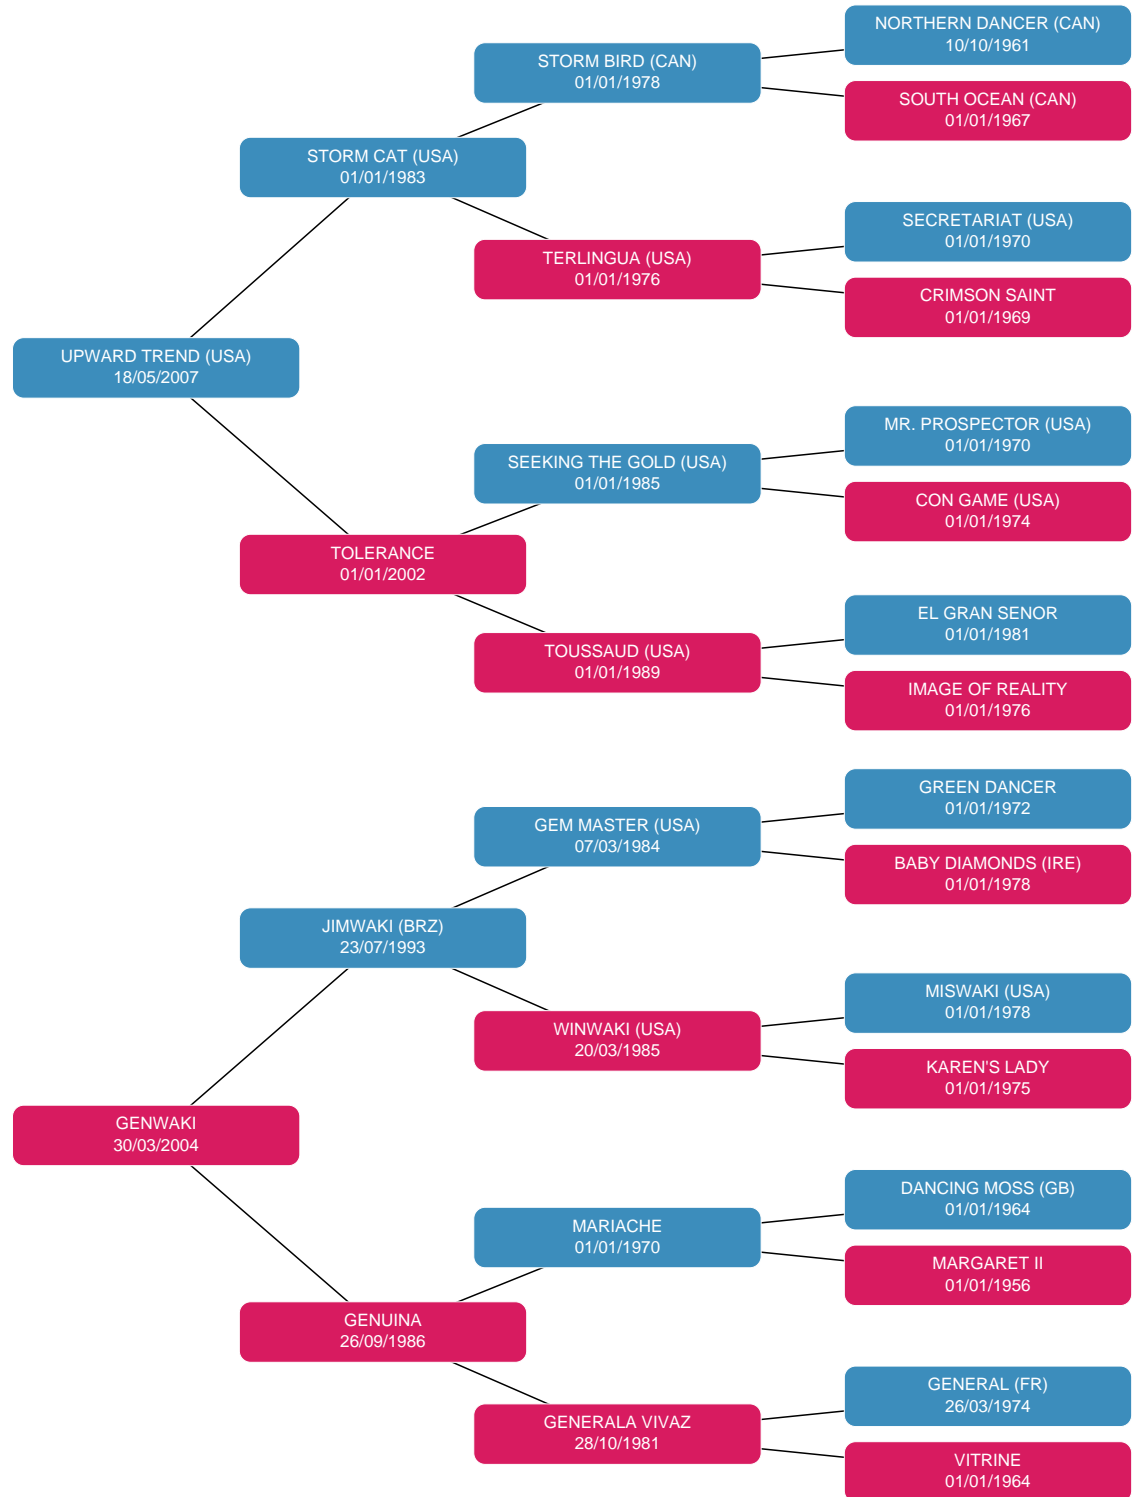 NORTHERN DANCER (CAN)
10/10/1961
STORM BIRD (CAN)
01/01/1978
SOUTH OCEAN (CAN)
01/01/1967
STORM CAT (USA)
01/01/1983
SECRETARIAT (USA)
01/01/1970
TERLINGUA (USA)
01/01/1976
CRIMSON SAINT
01/01/1969
UPWARD TREND (USA)
18/05/2007
MR. PROSPECTOR (USA)
01/01/1970
SEEKING THE GOLD (USA)
01/01/1985
CON GAME (USA)
01/01/1974
TOLERANCE
01/01/2002
EL GRAN SENOR
01/01/1981
TOUSSAUD (USA)
01/01/1989
IMAGE OF REALITY
01/01/1976
GREEN DANCER
01/01/1972
GEM MASTER (USA)
07/03/1984
BABY DIAMONDS (IRE)
01/01/1978
JIMWAKI (BRZ)
23/07/1993
MISWAKI (USA)
01/01/1978
WINWAKI (USA)
20/03/1985
KAREN'S LADY
01/01/1975
GENWAKI
30/03/2004
DANCING MOSS (GB)
01/01/1964
MARIACHE
01/01/1970
MARGARET II
01/01/1956
GENUINA
26/09/1986
GENERAL (FR)
26/03/1974
GENERALA VIVAZ
28/10/1981
VITRINE
01/01/1964